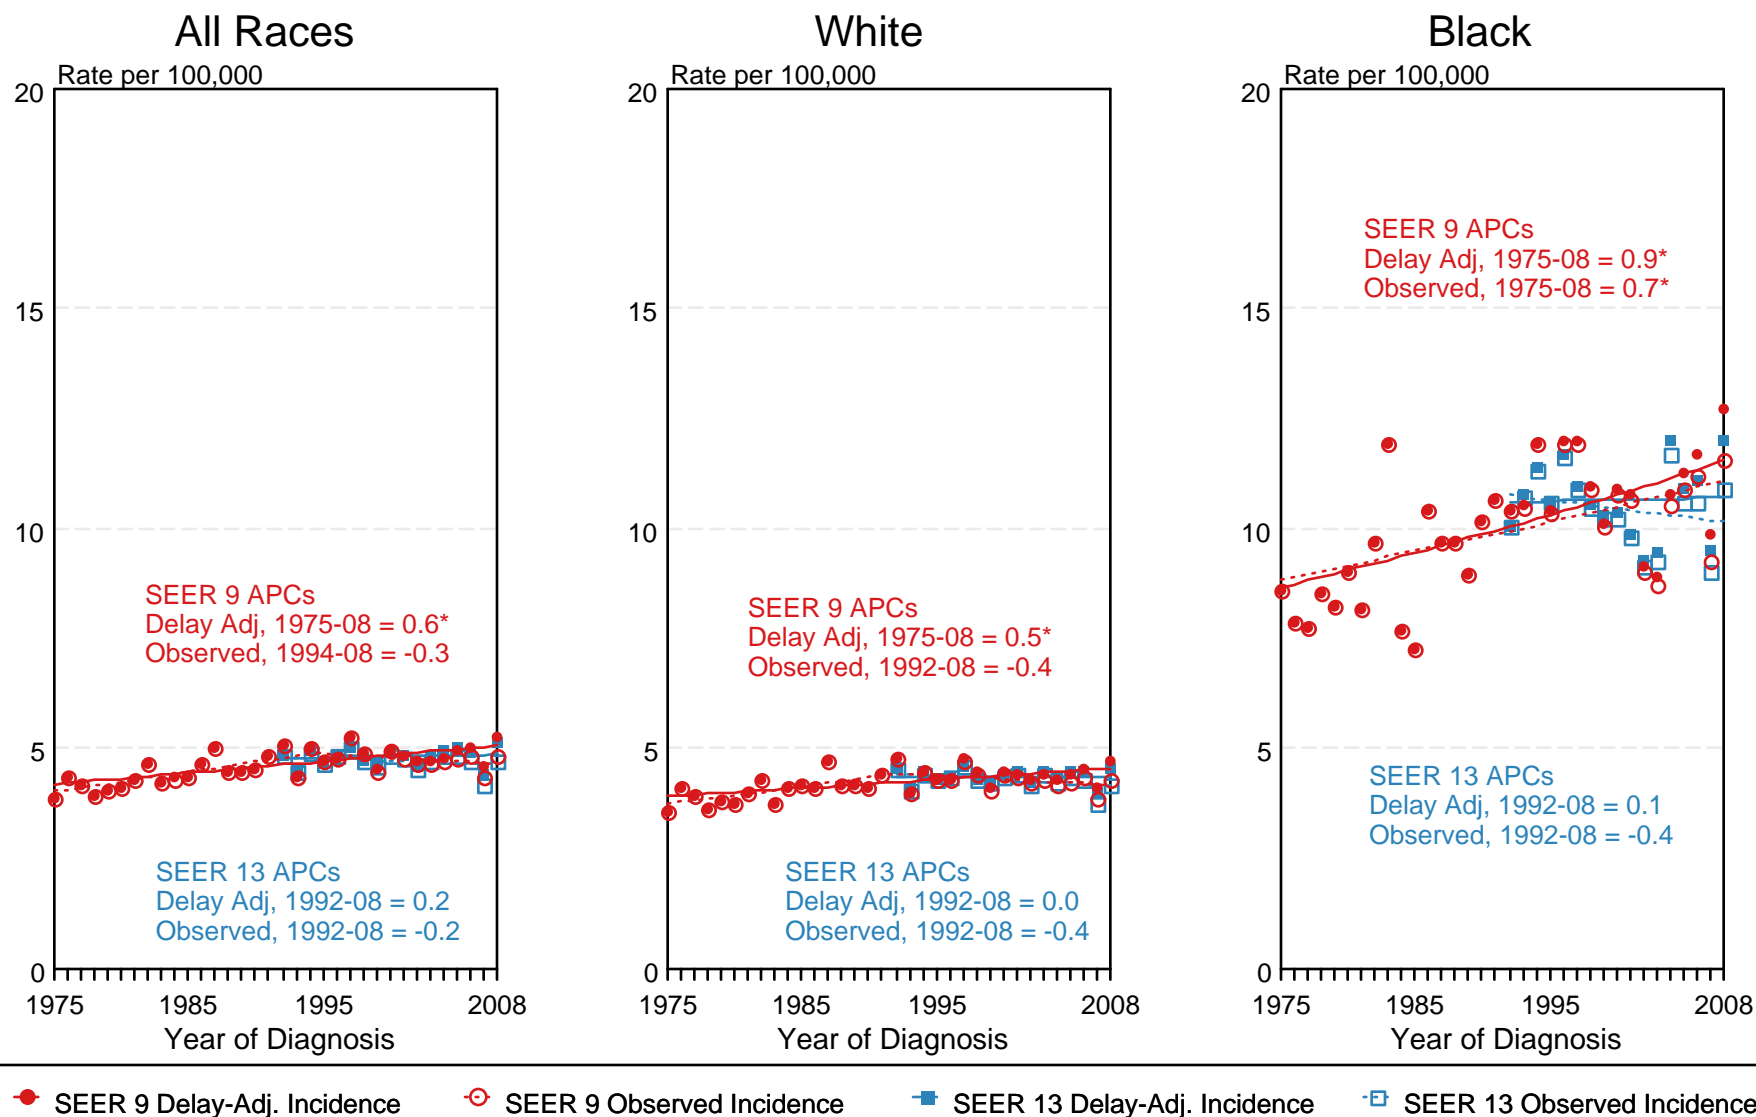 All Races
White
Black
Rate per 100,000
Rate per 100,000
Rate per 100,000
20
15
10
5
0
SEER 9 APCs
Delay Adj, 1975-08 = 0.6*
Observed, 1994-08 = -0.3
SEER 13 APCs
Delay Adj, 1992-08 = 0.2
Observed, 1992-08 = -0.2
1975
1985
1995
2008
Year of Diagnosis
20
15
10
5
0
SEER 9 APCs
Delay Adj, 1975-08 = 0.5*
Observed, 1992-08 = -0.4
SEER 13 APCs
Delay Adj, 1992-08 = 0.0
Observed, 1992-08 = -0.4
1975
1985
1995
2008
Year of Diagnosis
20
15
10
5
0
SEER 9 APCs
Delay Adj, 1975-08 = 0.9*
Observed, 1975-08 = 0.7*
SEER 13 APCs
Delay Adj, 1992-08 = 0.1
Observed, 1992-08 = -0.4
1975
1985
1995
2008
Year of Diagnosis
SEER 9 Delay-Adj. Incidence
SEER 9 Observed Incidence
SEER 13 Delay-Adj. Incidence
SEER 13 Observed Incidence